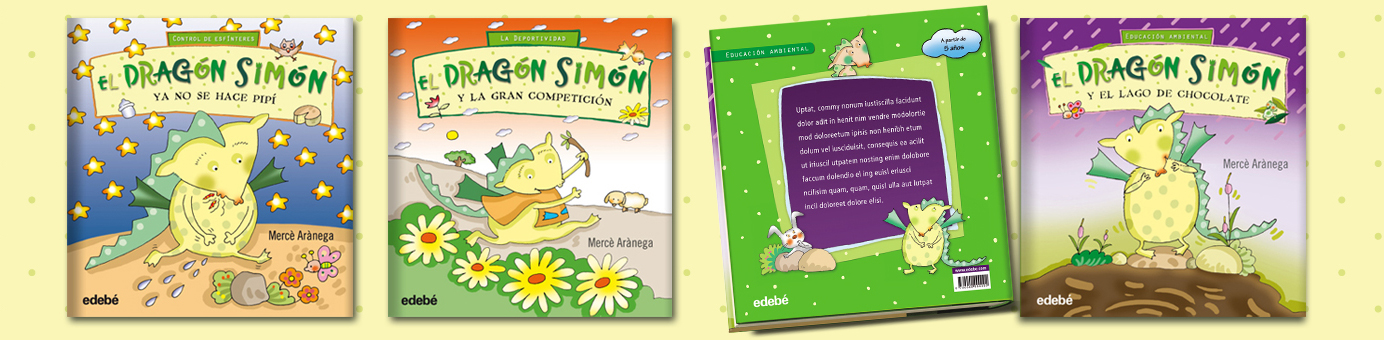 CONTROL DE ESFÍNTERES
EL DRAGÓN SIMÓN
YA NO SE HACE PIPÍ
Mercè Arànega
edebé
LA DEPORTIVIDAD
EL DRAGÓN SIMÓN
Y LA GRAN COMPETICIÓN
Mercè Arànega
edebé
EDUCACIÓN AMBIENTAL
A partir de
5 años
Uptat, commy nonum iustiscilla facidunt
dolor adit in henit nim vendre modolortie
mod doloreetum ipisis non henibh etum
dolum vel iusciduisit, consequis ea acilit
ut iriuscil utpatem nosting enim dolobore
faccum dolendio el ing euisl eriusci
ncilisim quam, quam, quisl ulla aut lutpat
incil doloreet dolore elisi.
www.edebe.com
edebé
EDUCACIÓN AMBIENTAL
EL DRAGÓN SIMÓN
Y EL LAGO DE CHOCOLATE
Mercè Arànega
edebé